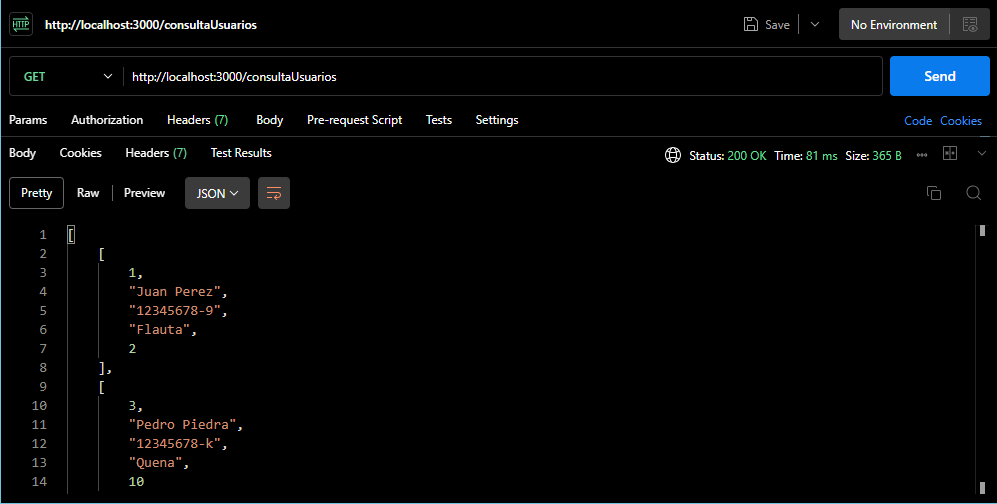 HTTP http://localhost:3000/consultaUsuarios Save No Environment
GET http://localhost:3000/consultaUsuarios Send
Params Authorization Headers (7) Body Pre-request Script Tests Settings Code Cookies
Body Cookies Headers (7) Test Results Status: 200 OK Time: 81 ms Size: 365 B
Pretty Raw Preview JSON
1 [
2 [
3 1,
4 "Juan Perez",
5 "12345678-9",
6 "Flauta",
7 2
8 ],
9 [
10 3,
11 "Pedro Piedra",
12 "12345678-k",
13 "Quena",
14 10